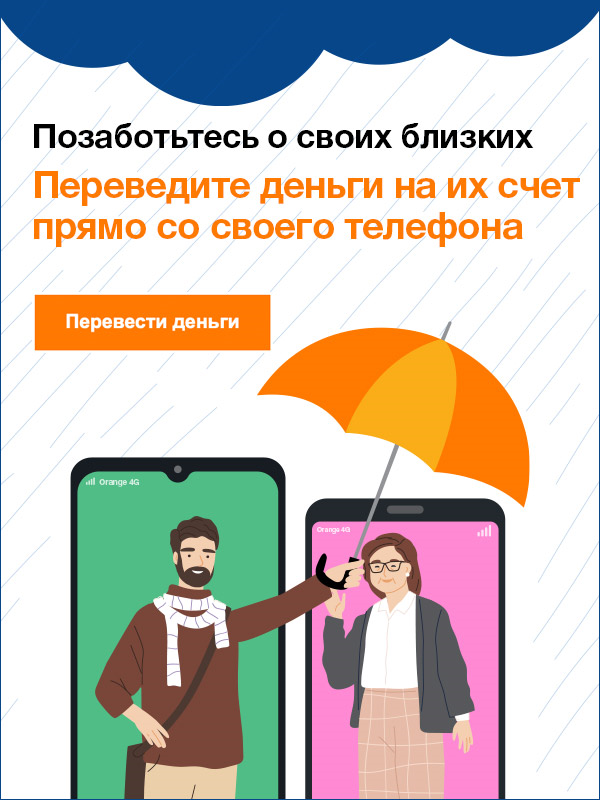 Позаботьтесь о своих близких
Переведите деньги на их счет
прямо со своего телефона
Перевести деньги
Orange 4G
Orange 4G